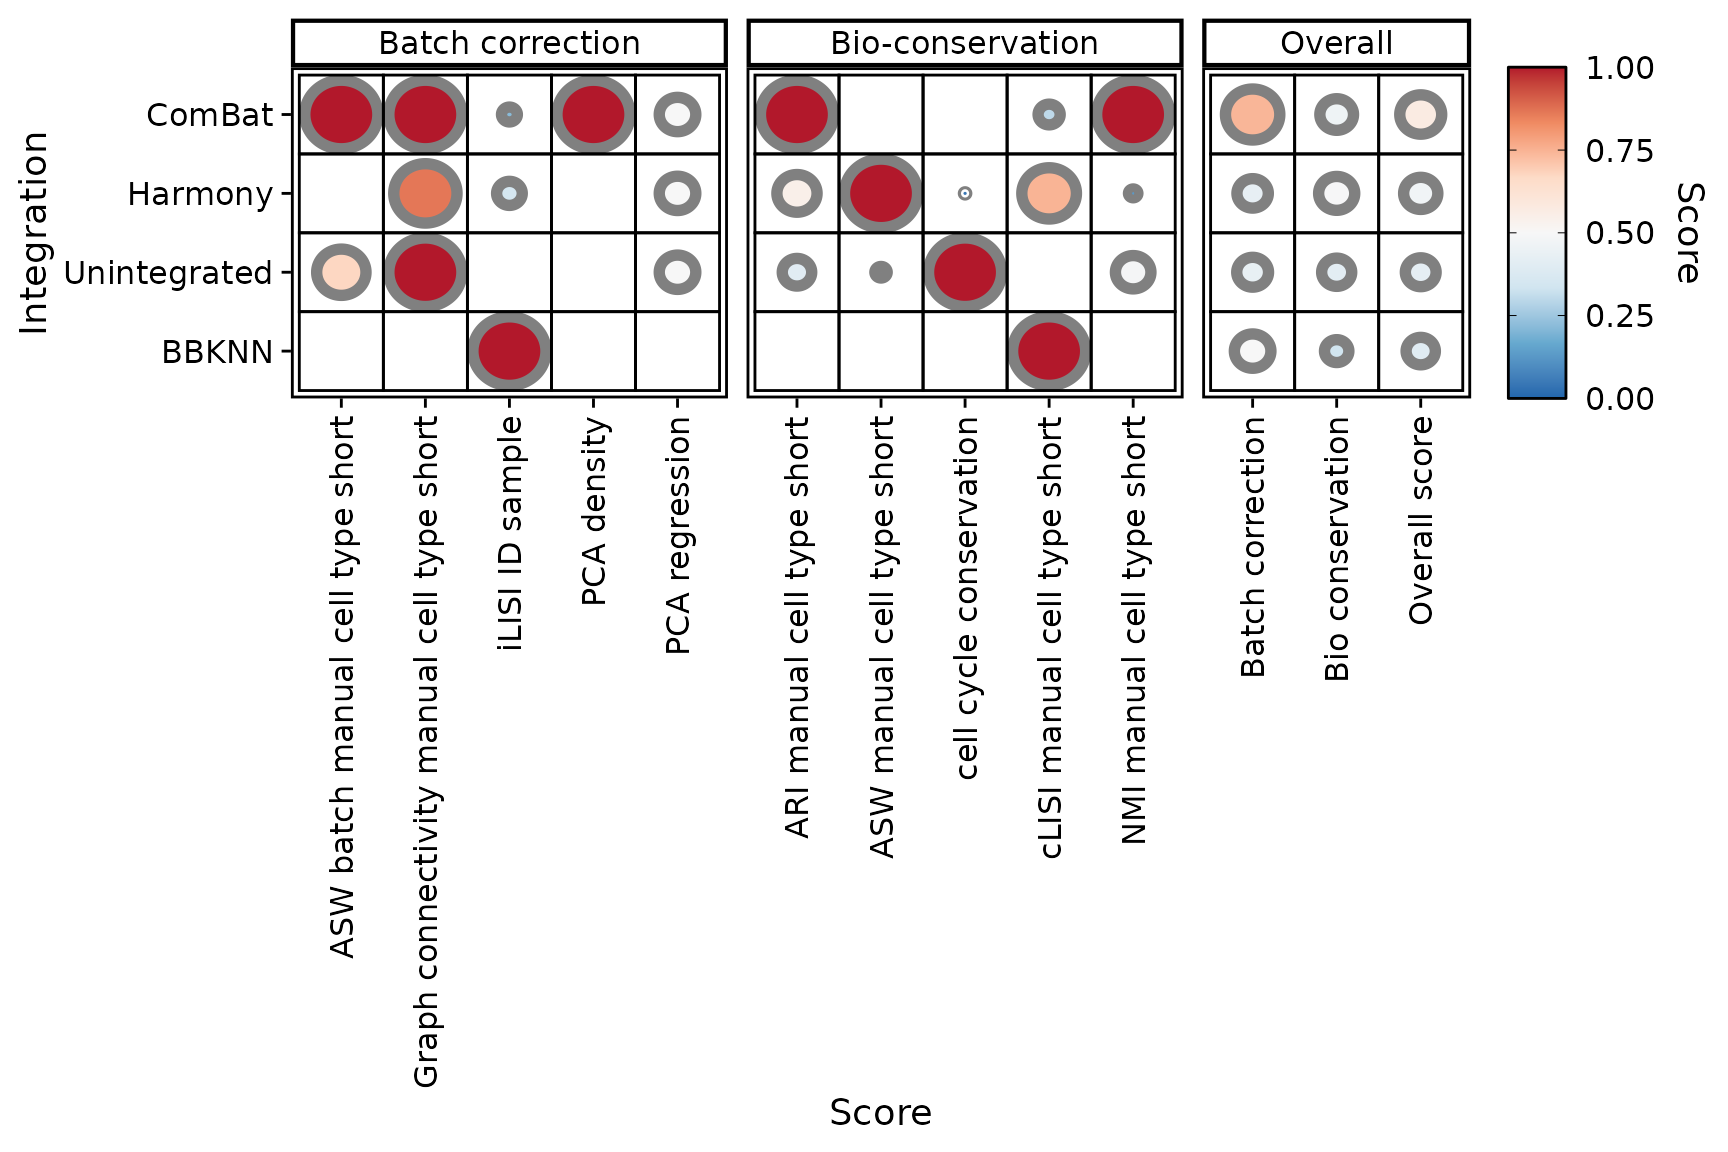 Batch correction
Bio-conservation
Overall
Integration
ComBat
Harmony
Unintegrated
BBKNN
ASW batch manual cell type short
Graph connectivity manual cell type short
iLISI ID sample
PCA density
PCA regression
ARI manual cell type short
ASW manual cell type short
cell cycle conservation
cLISI manual cell type short
NMI manual cell type short
Batch correction
Bio conservation
Overall score
Score
1.00
0.75
0.50
0.25
0.00
Score